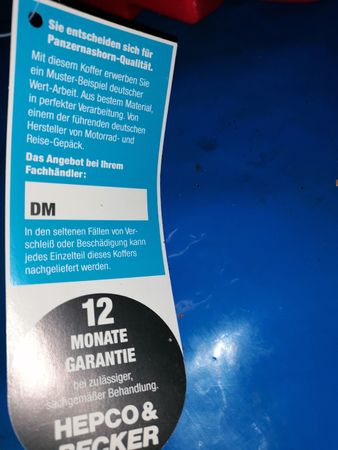 Sie entscheiden sich für
Panzernashorn-Qualität.
Mit diesem Koffer erwerben Sie
ein Muster-Beispiel deutscher
Wert-Arbeit. Aus bestem Material,
in perfekter Verarbeitung. Von
einem der führenden deutschen
Hersteller von Motorrad- und
Reise-Gepäck.
Das Angebot bei Ihrem
Fachhändler:
DM
In den seltenen Fällen von Ver-
schleiß oder Beschädigung kann
jedes Einzelteil dieses Koffers
nachgeliefert werden.
12
MONATE
GARANTIE
bei zulässiger,
sachgemäßer Behandlung.
HEPCO &
BECKER